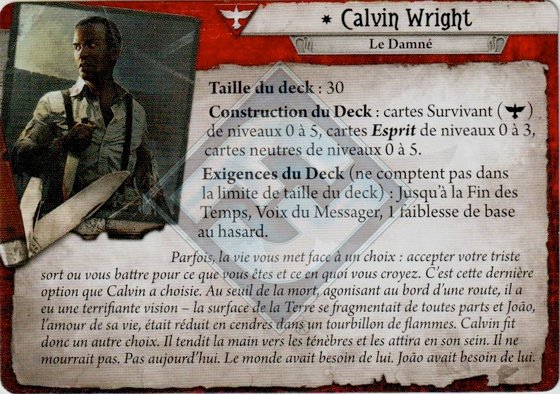 Calvin Wright
Le Damné
Taille du deck : 30
Construction du Deck : cartes Survivant ( )
de niveaux 0 à 5, cartes Esprit de niveaux 0 à 3,
cartes neutres de niveaux 0 à 5.
Exigences du Deck (ne comptent pas dans
la limite de taille du deck) : Jusqu'à la Fin des
Temps, Voix du Messager, 1 faiblesse de base
au hasard.
Parfois, la vie vous met face à un choix : accepter votre triste
sort ou vous battre pour ce que vous êtes et ce en quoi vous croyez. C'est cette dernière
option que Calvin a choisie. Au seuil de la mort, agonisant au bord d'une route, il a
eu une terrifiante vision – la surface de la Terre se fragmentait de toutes parts et João,
l'amour de sa vie, était réduit en cendres dans un tourbillon de flammes. Calvin fit
donc un autre choix. Il tendit la main vers les ténèbres et les attira en son sein. Il ne
mourrait pas. Pas aujourd'hui. Le monde avait besoin de lui. João avait besoin de lui.